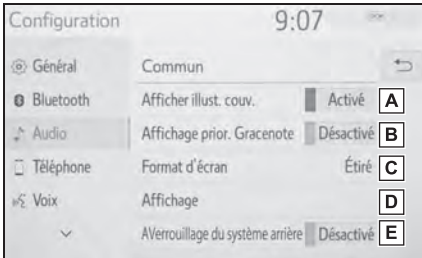 Configuration 9:07
Général Commun
Bluetooth Afficher illust. couv. Activé A
Audio Affichage prior. Gracenote Désactivé B
Téléphone Format d'écran Étiré C
Voix Affichage D
AVerrouillage du système arrière Désactivé E